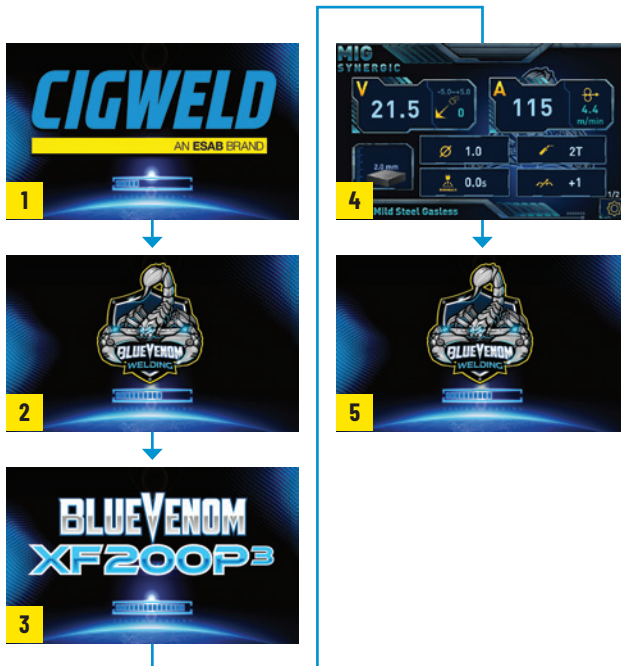 CIGWELD
AN ESAB BRAND
1
BLUEVENOM
WELDING
2
BLUEVENOM
XF200P3
3
MIG
SYNERGIC
V
21.5
-5.0~+5.0
0
A
115
4.4
m/min
2.0 mm
1.0
2T
0.0s
+1
1/2
Mild Steel Gasless
4
BLUEVENOM
WELDING
5